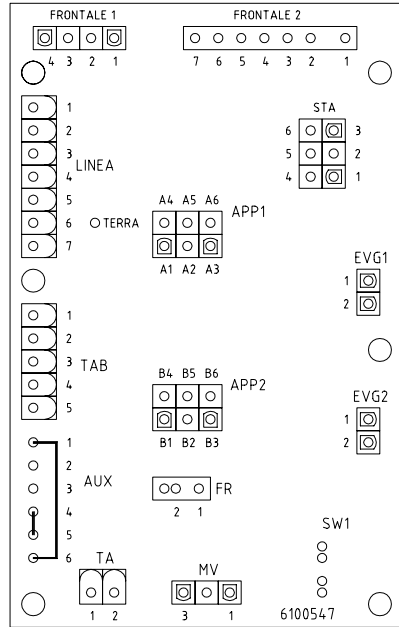 FRONTALE 1
FRONTALE 2
4 3 2 1
7 6 5 4 3 2 1
STA
6 3
5 2
4 1
1
2
3
4
5
6
7
LINEA
TERRA
A4 A5 A6
APP1
A1 A2 A3
EVG1
1
2
1
2
3
4
5
TAB
B4 B5 B6
APP2
B1 B2 B3
EVG2
1
2
1
2
3
4
5
6
AUX
FR
2 1
SW1
TA
1 2
MV
3 1
6100547